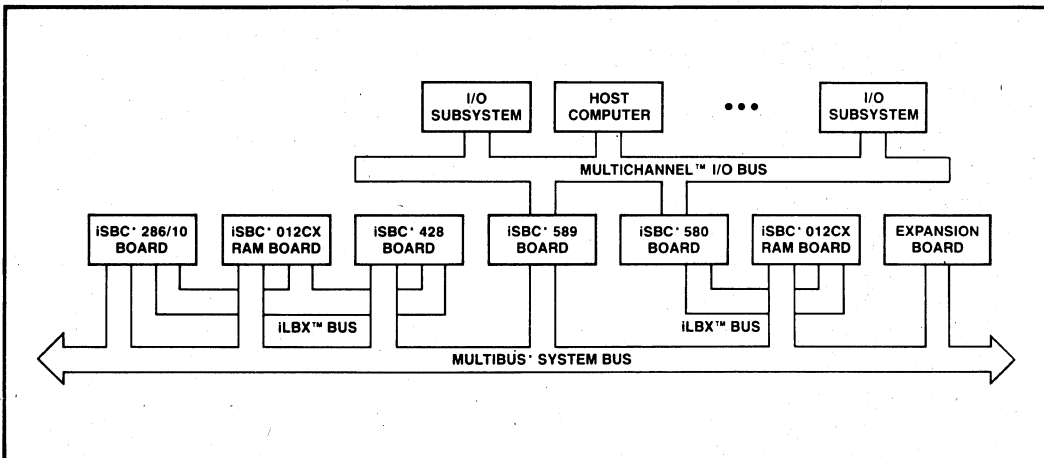 I/O
SUBSYSTEM
HOST
COMPUTER
•••
I/O
SUBSYSTEM
MULTICHANNEL™ I/O BUS
iSBC® 286/10
BOARD
iSBC® 012CX
RAM BOARD
iSBC® 428
BOARD
iSBC® 589
BOARD
iSBC® 580
BOARD
iSBC® 012CX
RAM BOARD
EXPANSION
BOARD
iLBX™ BUS
iLBX™ BUS
MULTIBUS® SYSTEM BUS